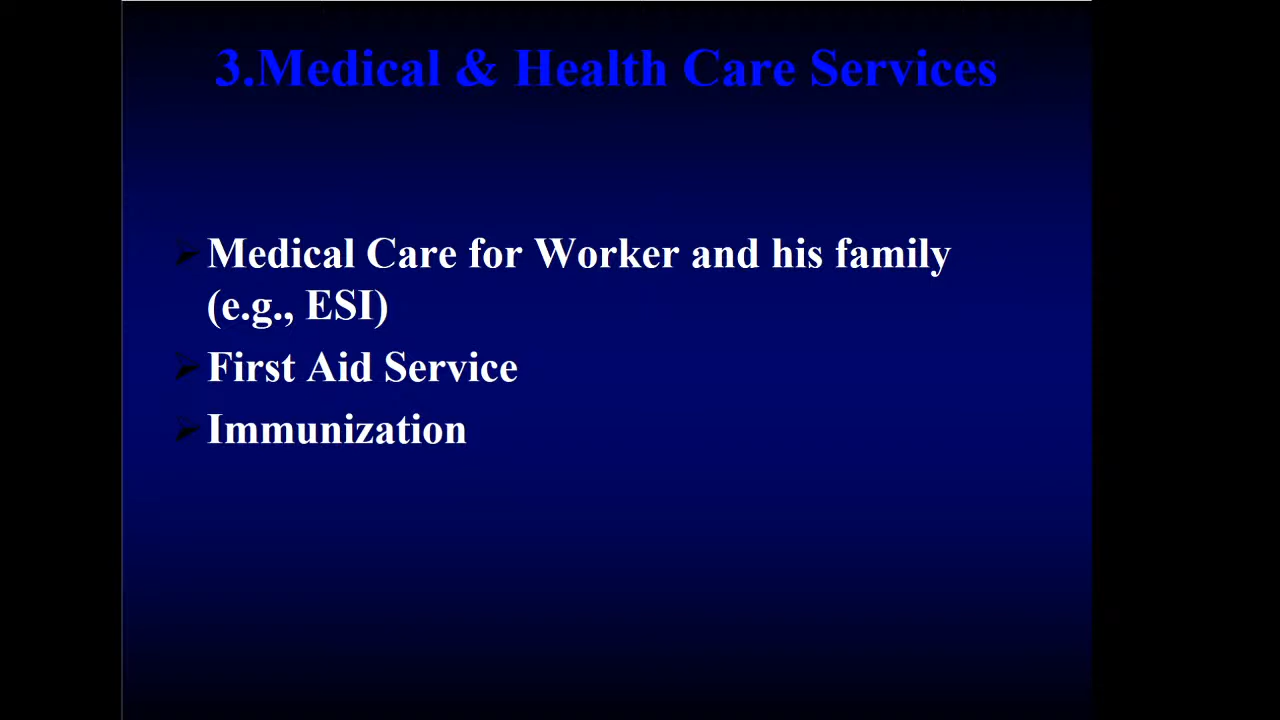 3.Medical & Health Care Services
Medical Care for Worker and his family
(e.g., ESI)
First Aid Service
Immunization